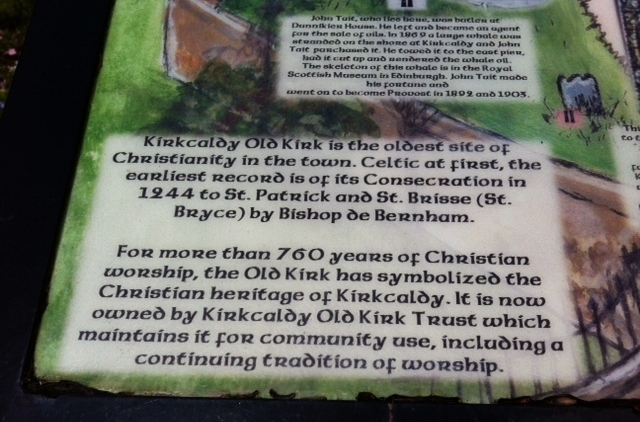 John Tait, who lies here, was butler at
Dunnikier House. He left and became an agent
for the sale of oils. In 1869 a large whale was
stranded on the shore at Kirkcaldy and John
Tait purchased it. He towed it to the east pier,
had it cut up and rendered the whale oil.
The skeleton of this whale is in the Royal
Scottish Museum in Edinburgh. John Tait made
his fortune and
went on to become Provost in 1892 and 1903.
Kirkcaldy Old Kirk is the oldest site of
Christianity in the town. Celtic at first, the
earliest record is of its Consecration in
1244 to St. Patrick and St. Brisse (St.
Bryce) by Bishop de Bernham.
For more than 760 years of Christian
worship, the Old Kirk has symbolized the
Christian heritage of Kirkcaldy. It is now
owned by Kirkcaldy Old Kirk Trust which
maintains it for community use, including a
continuing tradition of worship.